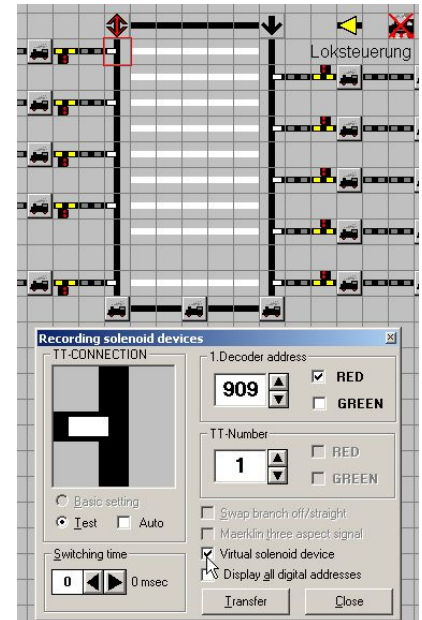 Loksteuerung
Recording solenoid devices
TT-CONNECTION
1.Decoder address
909
RED
GREEN
TT-Number
1
RED
GREEN
Basic setting
Test
Auto
Swap branch off/straight
Maerklin three aspect signal
Switching time
0
0 msec
Virtual solenoid device
Display all digital addresses
Transfer
Close